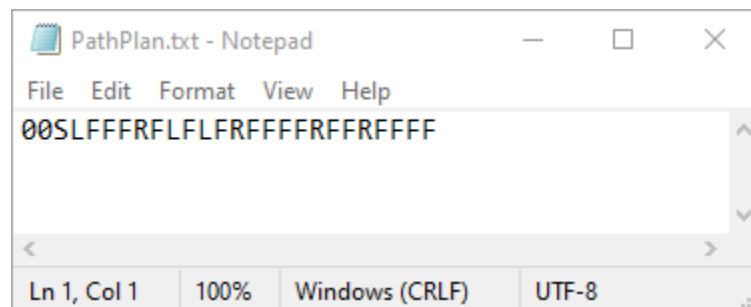 PathPlan.txt - Notepad
File Edit Format View Help
00SLFFFRFLFLFRFFFFRFFRFFFF
Ln 1, Col 1 100% Windows (CRLF) UTF-8